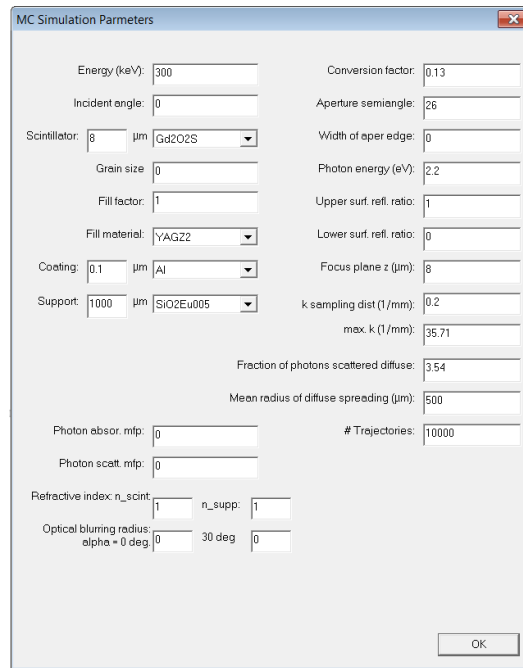 MC Simulation Parmeters
Energy (keV): 300 Conversion factor: 0.13
Incident angle: 0 Aperture semiangle: 26
Scintillator: 8 µm Gd2O2S Width of aper edge: 0
Grain size 0 Photon energy (eV): 2.2
Fill factor: 1 Upper surf. refl. ratio: 1
Fill material: YAGZ2 Lower surf. refl. ratio: 0
Coating: 0.1 µm Al Focus plane z (µm): 8
Support: 1000 µm SiO2Eu005 k sampling dist (1/mm): 0.2
max. k (1/mm): 35.71
Fraction of photons scattered diffuse: 3.54
Mean radius of diffuse spreading (µm): 500
Photon absor. mfp: 0 # Trajectories: 10000
Photon scatt. mfp: 0
Refractive index: n_scint: 1 n_supp: 1
Optical blurring radius:
alpha = 0 deg. 0 30 deg 0
OK